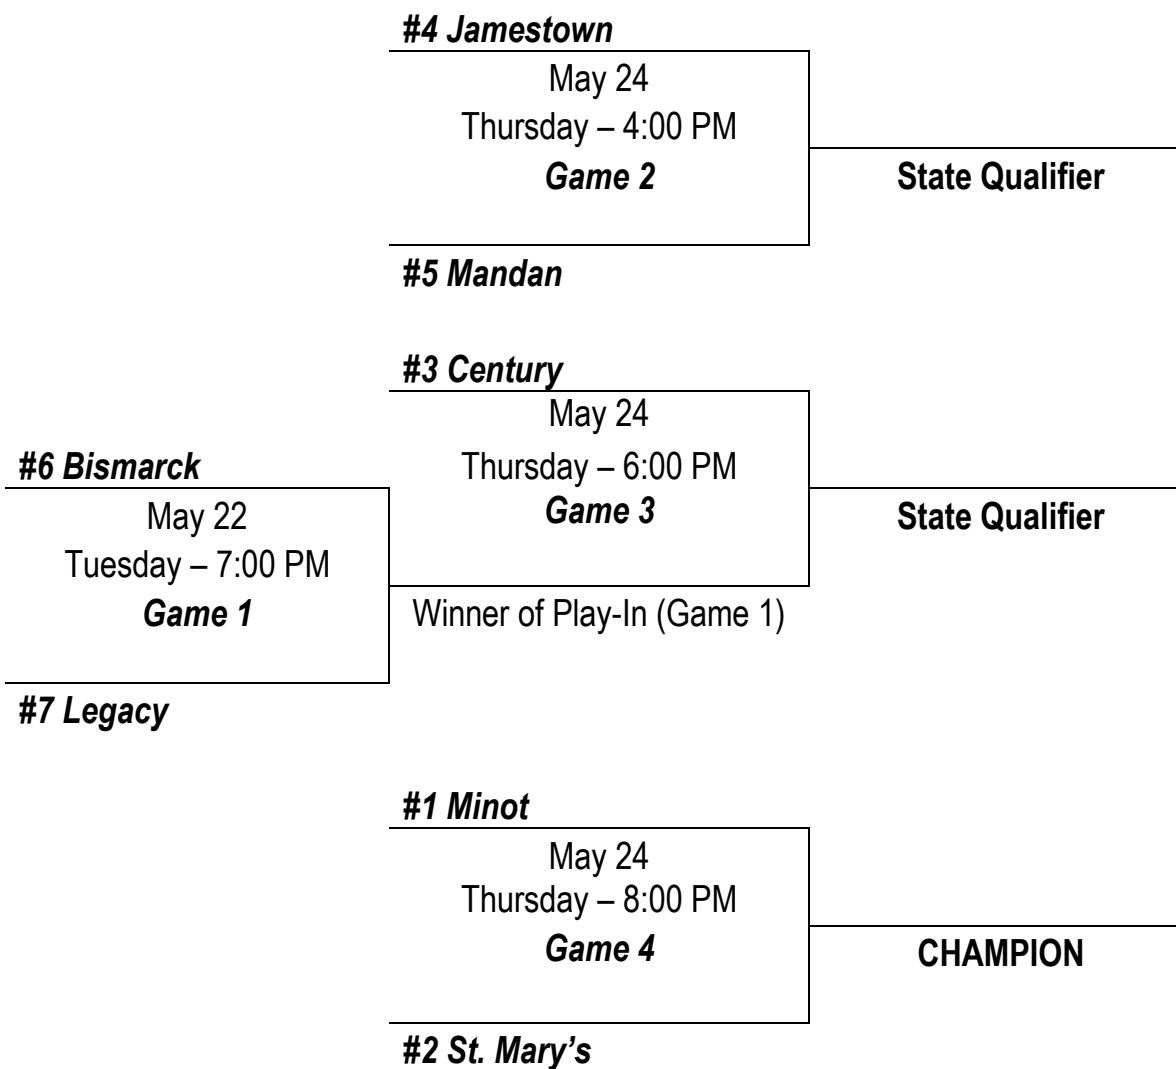 #4 Jamestown
May 24
Thursday – 4:00 PM
Game 2
State Qualifier
#5 Mandan
#3 Century
May 24
#6 Bismarck
Thursday – 6:00 PM
May 22
Game 3
State Qualifier
Tuesday – 7:00 PM
Game 1
Winner of Play-In (Game 1)
#7 Legacy
#1 Minot
May 24
Thursday – 8:00 PM
Game 4
CHAMPION
#2 St. Mary’s